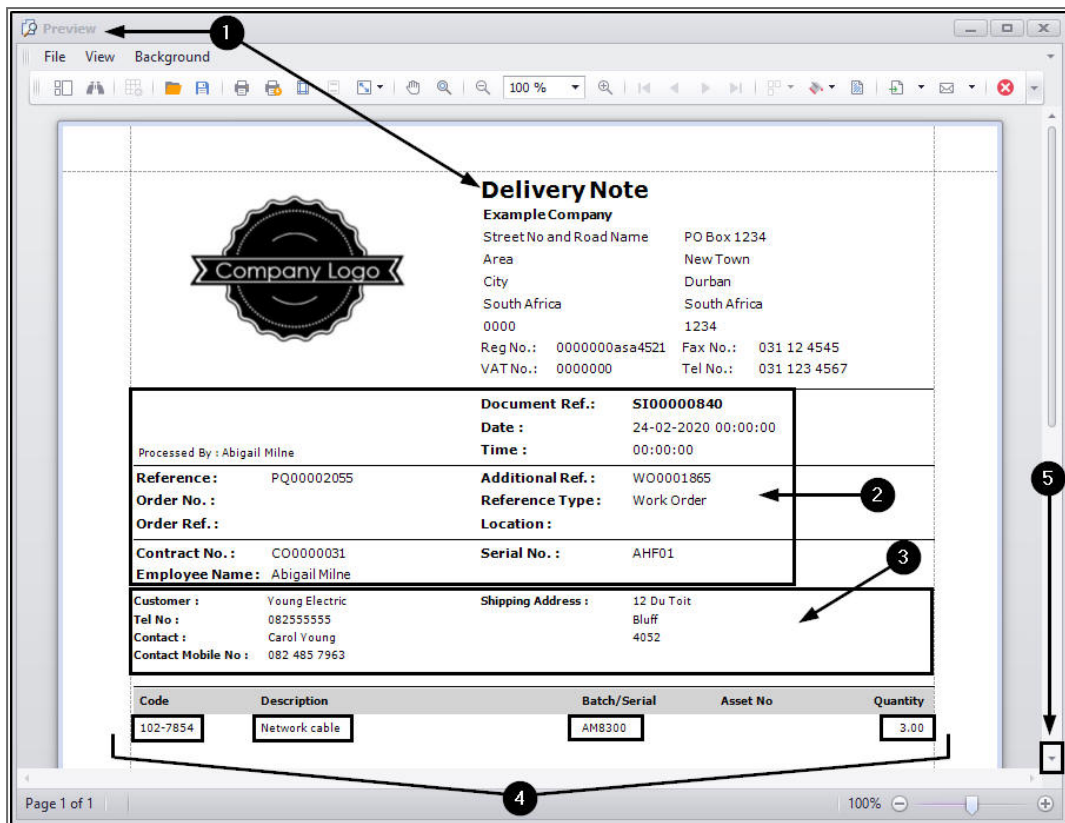 Preview
1
File View Background
100 %
Delivery Note
Company Logo
Example Company
Street No and Road Name PO Box 1234
Area New Town
City Durban
South Africa South Africa
0000 1234
Reg No.: 0000000asa4521 Fax No.: 031 12 4545
VAT No.: 0000000 Tel No.: 031 123 4567
Document Ref.: SI00000840
Date : 24-02-2020 00:00:00
Processed By : Abigail Milne Time : 00:00:00
Reference : PQ00002055 Additional Ref. : WO0001865
2
5
Order No. : Reference Type : Work Order
Order Ref. : Location :
Contract No. : CO0000031 Serial No. : AHF01
3
Employee Name : Abigail Milne
Customer : Young Electric Shipping Address : 12 Du Toit
Tel No : 082555555 Bluff
Contact : Carol Young 4052
Contact Mobile No : 082 485 7963
Code Description Batch/Serial Asset No Quantity
102-7854 Network cable AM8300 3.00
4
Page 1 of 1 100%